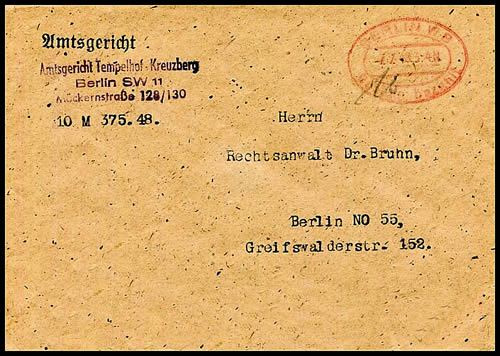 Amtsgericht
Amtsgericht Tempelhof-Kreuzberg
Berlin SW 11
Möckernstraße 128/130
10 M 375.48.
BERLIN W
Herrn
Rechtsanwalt Dr.Bruhn,
Berlin NO 55,
Greifswalderstr. 152.